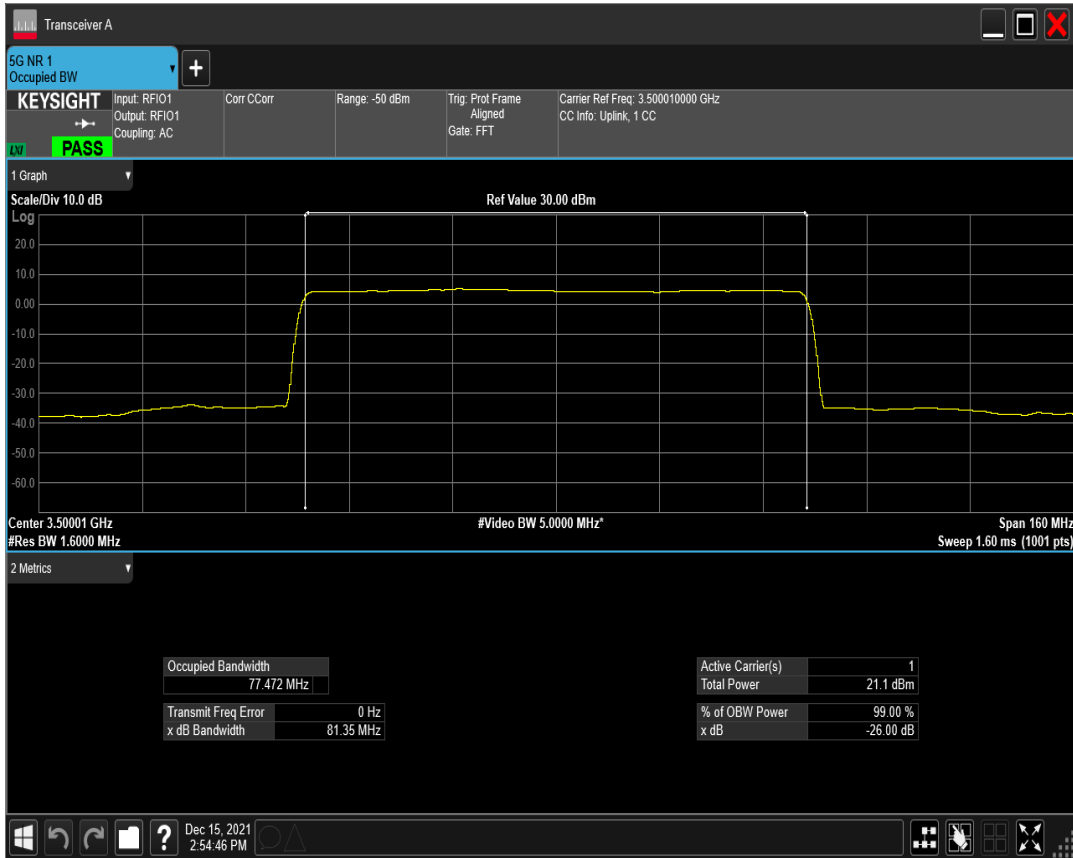 Transceiver A
5G NR 1
Occupied BW
KEYSIGHT
LXI
PASS
Input: RFIO1
Output: RFIO1
Coupling: AC
Corr CCorr
Range: -50 dBm
Trig: Prot Frame
Aligned
Gate: FFT
Carrier Ref Freq: 3.500010000 GHz
CC Info: Uplink, 1 CC
1 Graph
Scale/Div 10.0 dB
Ref Value 30.00 dBm
Log
20.0
10.0
0.00
-10.0
-20.0
-30.0
-40.0
-50.0
-60.0
Center 3.50001 GHz
#Video BW 5.0000 MHz*
Span 160 MHz
#Res BW 1.6000 MHz
Sweep 1.60 ms (1001 pts)
2 Metrics
Occupied Bandwidth
77.472 MHz
Transmit Freq Error 0 Hz
x dB Bandwidth 81.35 MHz
Active Carrier(s) 1
Total Power 21.1 dBm
% of OBW Power 99.00 %
x dB -26.00 dB
?
Dec 15, 2021
2:54:46 PM